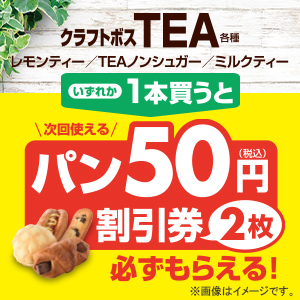 クラフトボスTEA各種
レモンティー／TEAノンシュガー／ミルクティー
いずれか1本買うと
次回使える
パン50円(税込)
割引券2枚
必ずもらえる!
※画像はイメージです。